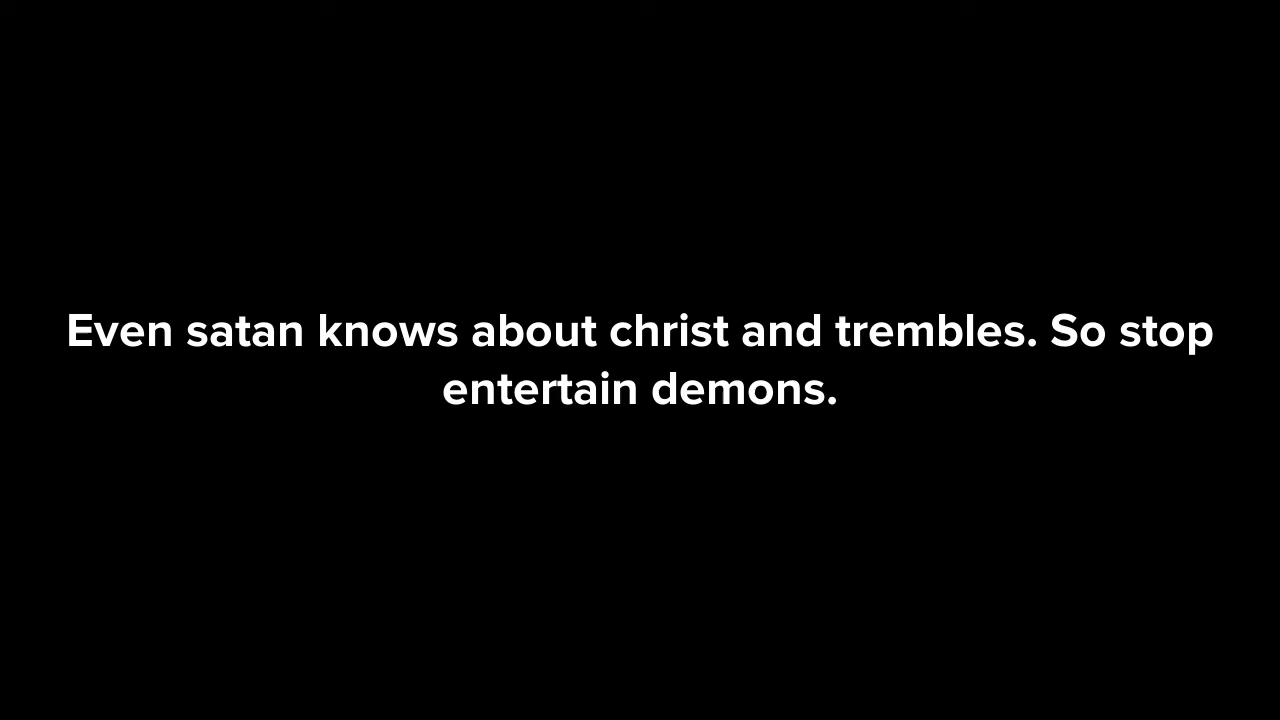 Even satan knows about christ and trembles. So stop
entertain demons.